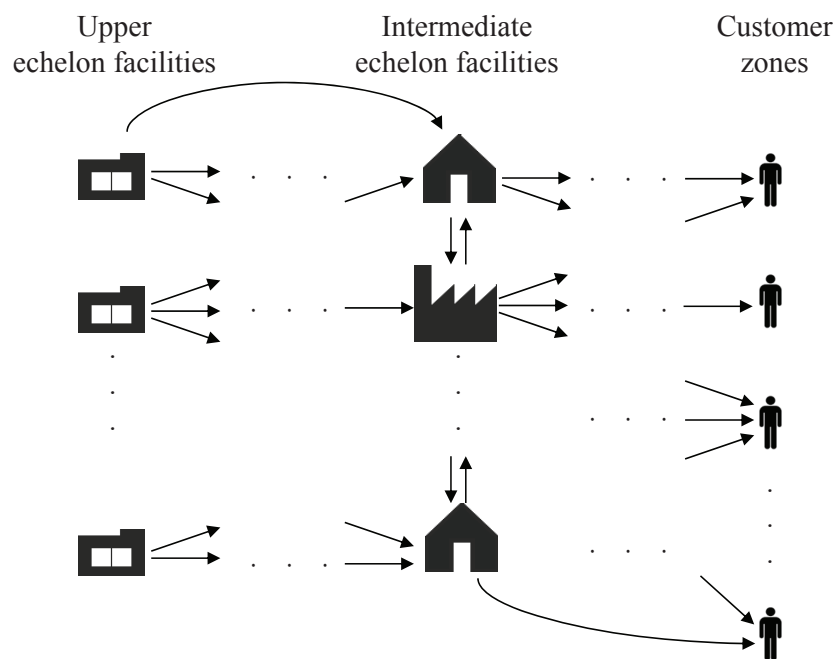 Upper
echelon facilities
Intermediate
echelon facilities
Customer
zones